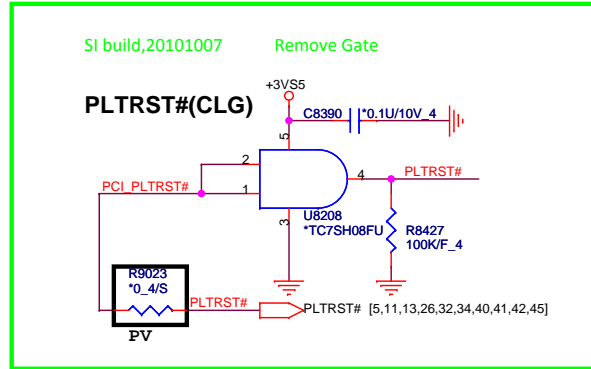 SI build,20101007 Remove Gate
+3VS5
PLTRST#(CLG)
C8390 *0.1U/10V_4
5
2
4
PLTRST#
PCI_PLTRST#
1
U8208
*TC7SH08FU
3
R8427
100K/F_4
R9023
*0_4/S
PLTRST#
PLTRST# [5,11,13,26,32,34,40,41,42,45]
PV